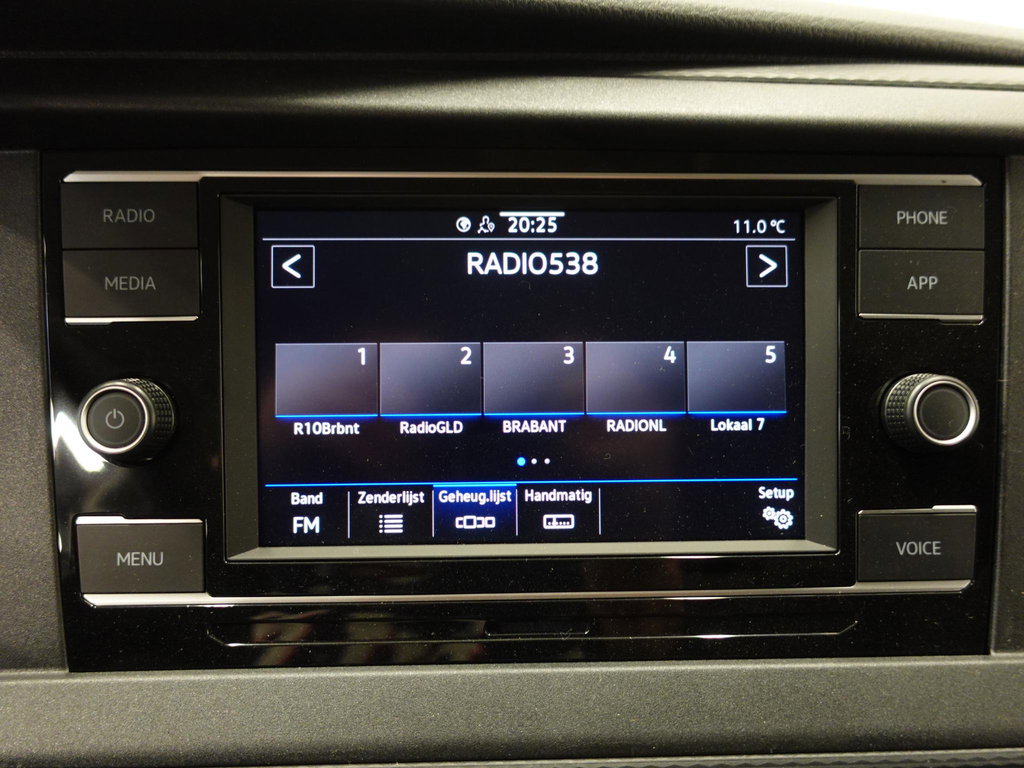 RADIO
MEDIA
PHONE
APP
20:25
11.0 ºC
<
RADIO538
>
1
2
3
4
5
R10Brbnt
RadioGLD
BRABANT
RADIONL
Lokaal 7
Band
Zenderlijst
Geheug.lijst
Handmatig
Setup
FM
MENU
VOICE